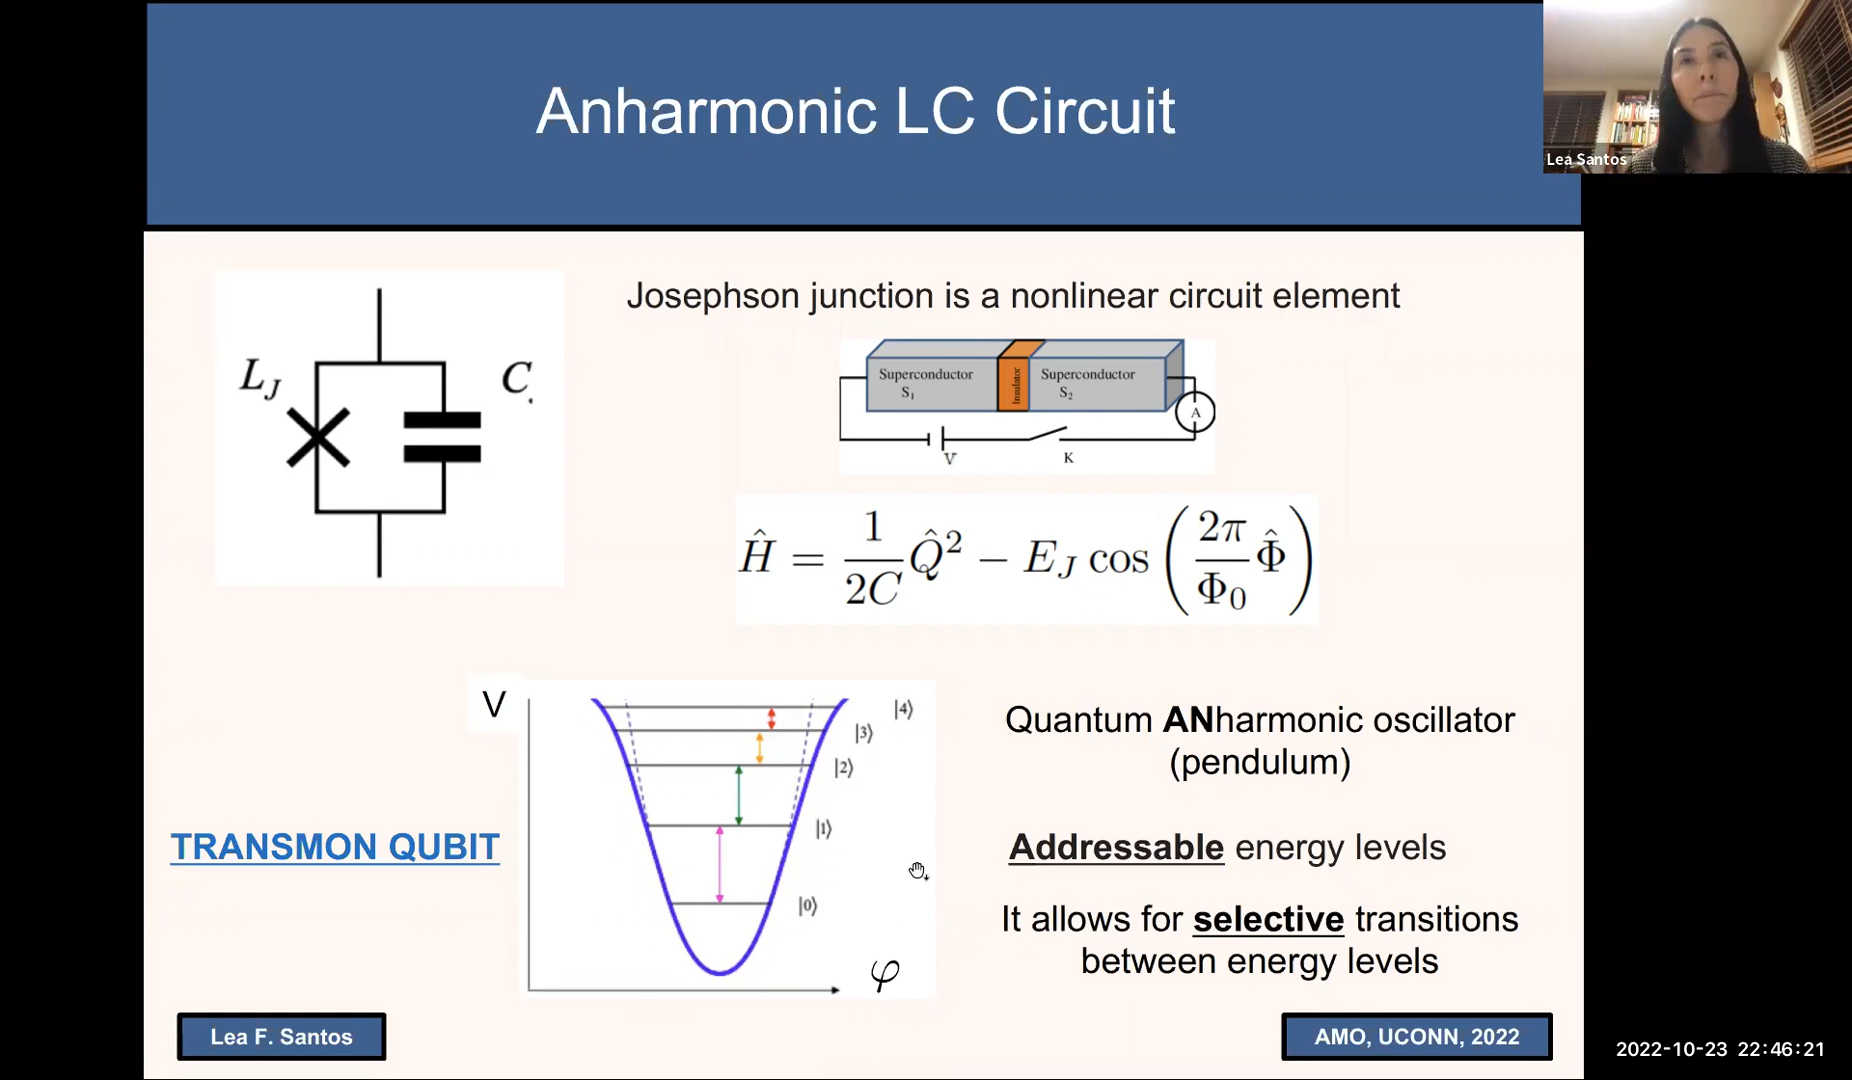 Anharmonic LC Circuit
Lea Santos
Josephson junction is a nonlinear circuit element
L_J
C
Superconductor
S₁
Insulator
Superconductor
S₂
A
V
K
Ĥ = 1/2C Q̂² − E_J cos (2π/Φ₀ Φ̂)
V
|4⟩
|3⟩
|2⟩
|1⟩
|0⟩
φ
Quantum ANharmonic oscillator
(pendulum)
TRANSMON QUBIT
Addressable energy levels
It allows for selective transitions
between energy levels
Lea F. Santos
AMO, UCONN, 2022
2022-10-23 22:46:21